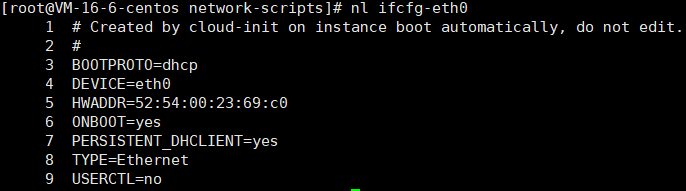 [root@VM-16-6-centos network-scripts]# nl ifcfg-eth0
1 # Created by cloud-init on instance boot automatically, do not edit.
2 #
3 BOOTPROTO=dhcp
4 DEVICE=eth0
5 HWADDR=52:54:00:23:69:c0
6 ONBOOT=yes
7 PERSISTENT_DHCLIENT=yes
8 TYPE=Ethernet
9 USERCTL=no